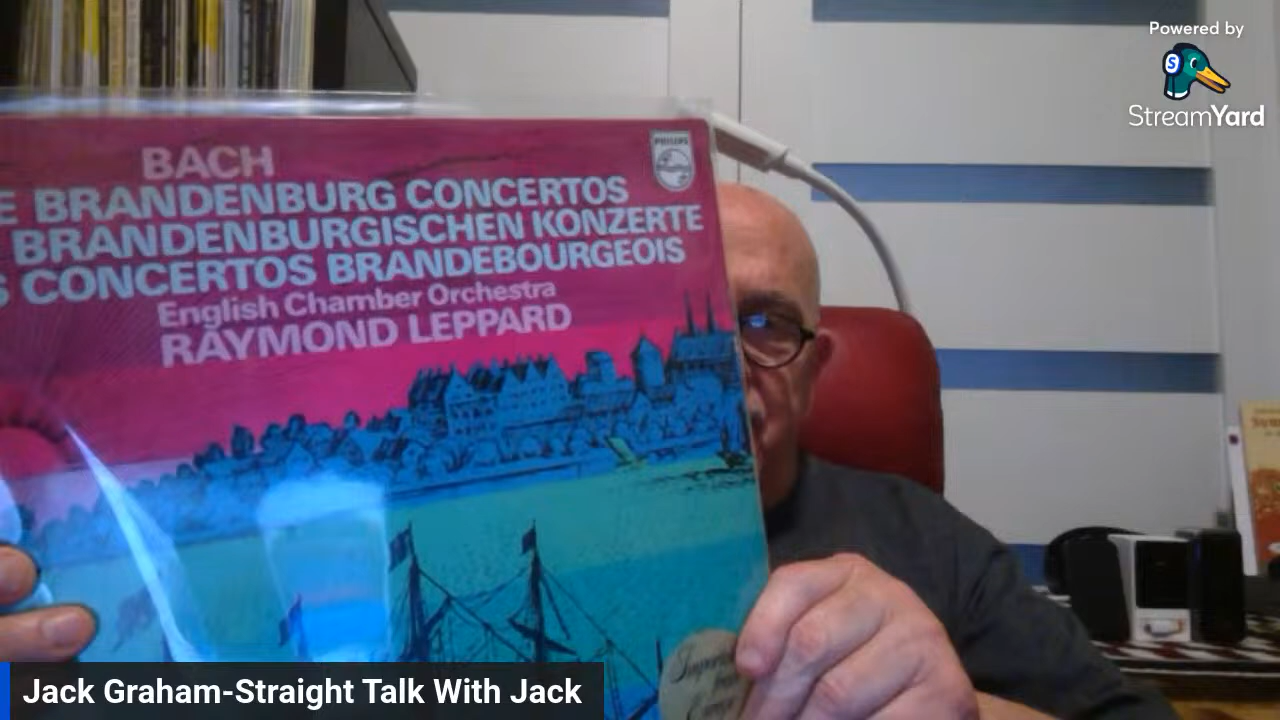 Powered by
S
StreamYard
BACH
E BRANDENBURG CONCERTOS
BRANDENBURGISCHEN KONZERTE
S CONCERTOS BRANDEBOURGEOIS
English Chamber Orchestra
RAYMOND LEPPARD
PHILIPS
Jack Graham-Straight Talk With Jack